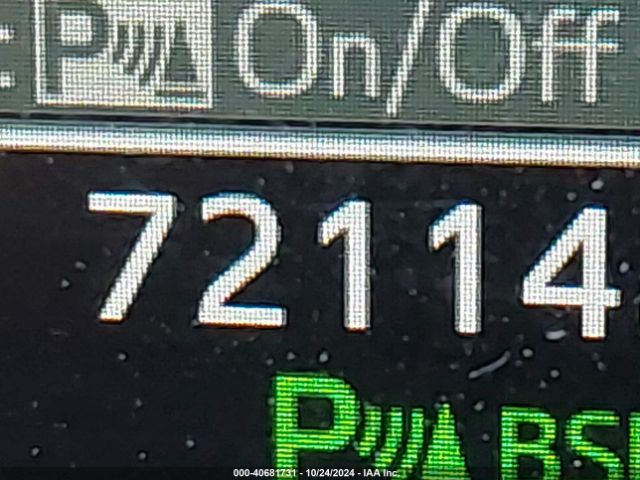 : P On/Off
72114
P BS
000-40681731 - 10/24/2024 - IAA Inc.